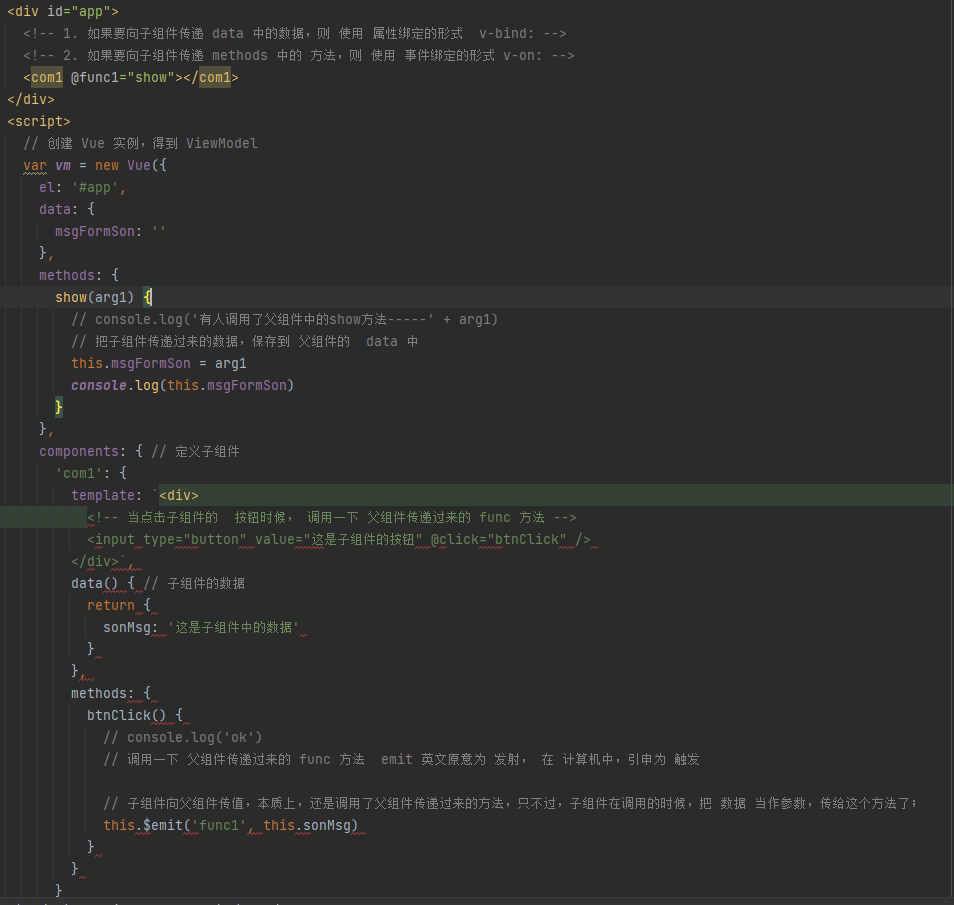 <div id="app">
  <!-- 1. 如果要向子组件传递 data 中的数据，则 使用 属性绑定的形式  v-bind: -->
  <!-- 2. 如果要向子组件传递 methods 中的 方法，则 使用 事件绑定的形式 v-on: -->
  <com1 @func1="show"></com1>
</div>
<script>
  // 创建 Vue 实例，得到 ViewModel
  var vm = new Vue({
    el: '#app',
    data: {
      msgFormSon: ''
    },
    methods: {
      show(arg1) {
        // console.log('有人调用了父组件中的show方法-----' + arg1)
        // 把子组件传递过来的数据，保存到 父组件的  data 中
        this.msgFormSon = arg1
        console.log(this.msgFormSon)
      }
    },
    components: { // 定义子组件
      'com1': {
        template: `<div>
          <!-- 当点击子组件的  按钮时候， 调用一下 父组件传递过来的 func 方法 -->
          <input type="button" value="这是子组件的按钮" @click="btnClick" />
        </div>`,
        data() { // 子组件的数据
          return {
            sonMsg: '这是子组件中的数据'
          }
        },
        methods: {
          btnClick() {
            // console.log('ok')
            // 调用一下 父组件传递过来的 func 方法  emit 英文原意为 发射， 在 计算机中，引申为 触发
            // 子组件向父组件传值，本质上，还是调用了父组件传递过来的方法，只不过，子组件在调用的时候，把 数据 当作参数，传给这个方法了；
            this.$emit('func1', this.sonMsg)
          }
        }
      }